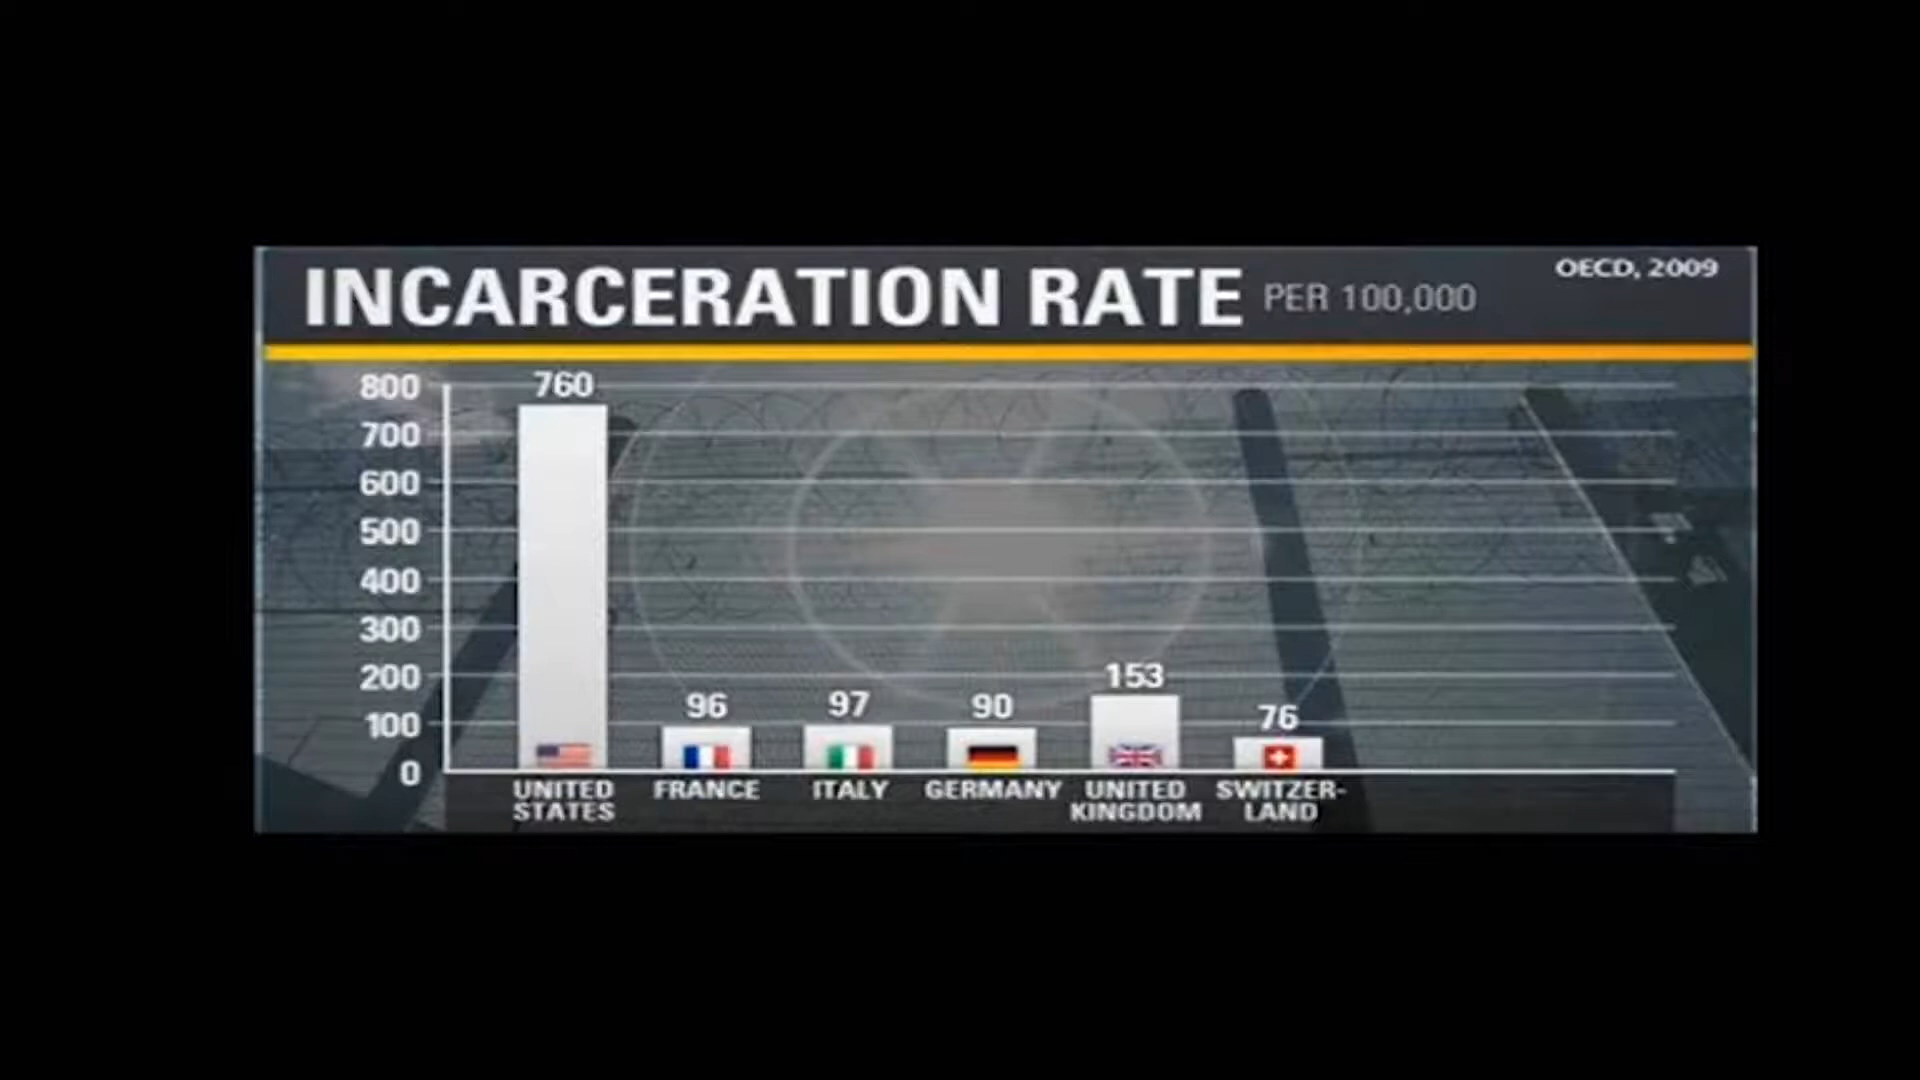 INCARCERATION RATE PER 100,000
OECD, 2009
800
700
600
500
400
300
200
100
0
760
96
97
90
153
76
UNITED
STATES
FRANCE
ITALY
GERMANY
UNITED
KINGDOM
SWITZER-
LAND